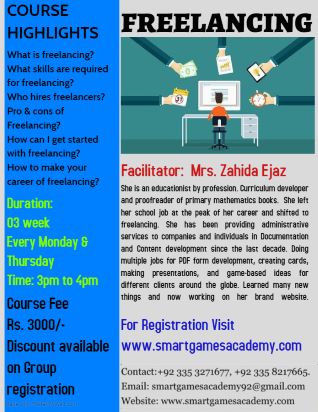 COURSE
HIGHLIGHTS
What is freelancing?
What skills are required
for freelancing?
Who hires freelancers?
Pro & cons of
Freelancing?
How can I get started
with freelancing?
How to make your
career of freelancing?
Duration:
03 week
Every Monday &
Thursday
Time: 3pm to 4pm
Course Fee
Rs. 3000/-
Discount available
on Group
registration
FREELANCING
Facilitator: Mrs. Zahida Ejaz
She is an educationist by profession. Curriculum developer
and proofreader of primary mathematics books. She left
her school job at the peak of her career and shifted to
freelancing. She has been providing administrative
services to companies and individuals in Documentation
and Content development since the last decade. Doing
multiple jobs for PDF form development, creating cards,
making presentations, and game-based ideas for
different clients around the globe. Learned many new
things and now working on her brand website.
For Registration Visit
www.smartgamesacademy.com
Contact:+92 335 3271677, +92 335 8217665.
Email: smartgamesacademy92@gmail.com
Website: www.smartgamesacademy.com